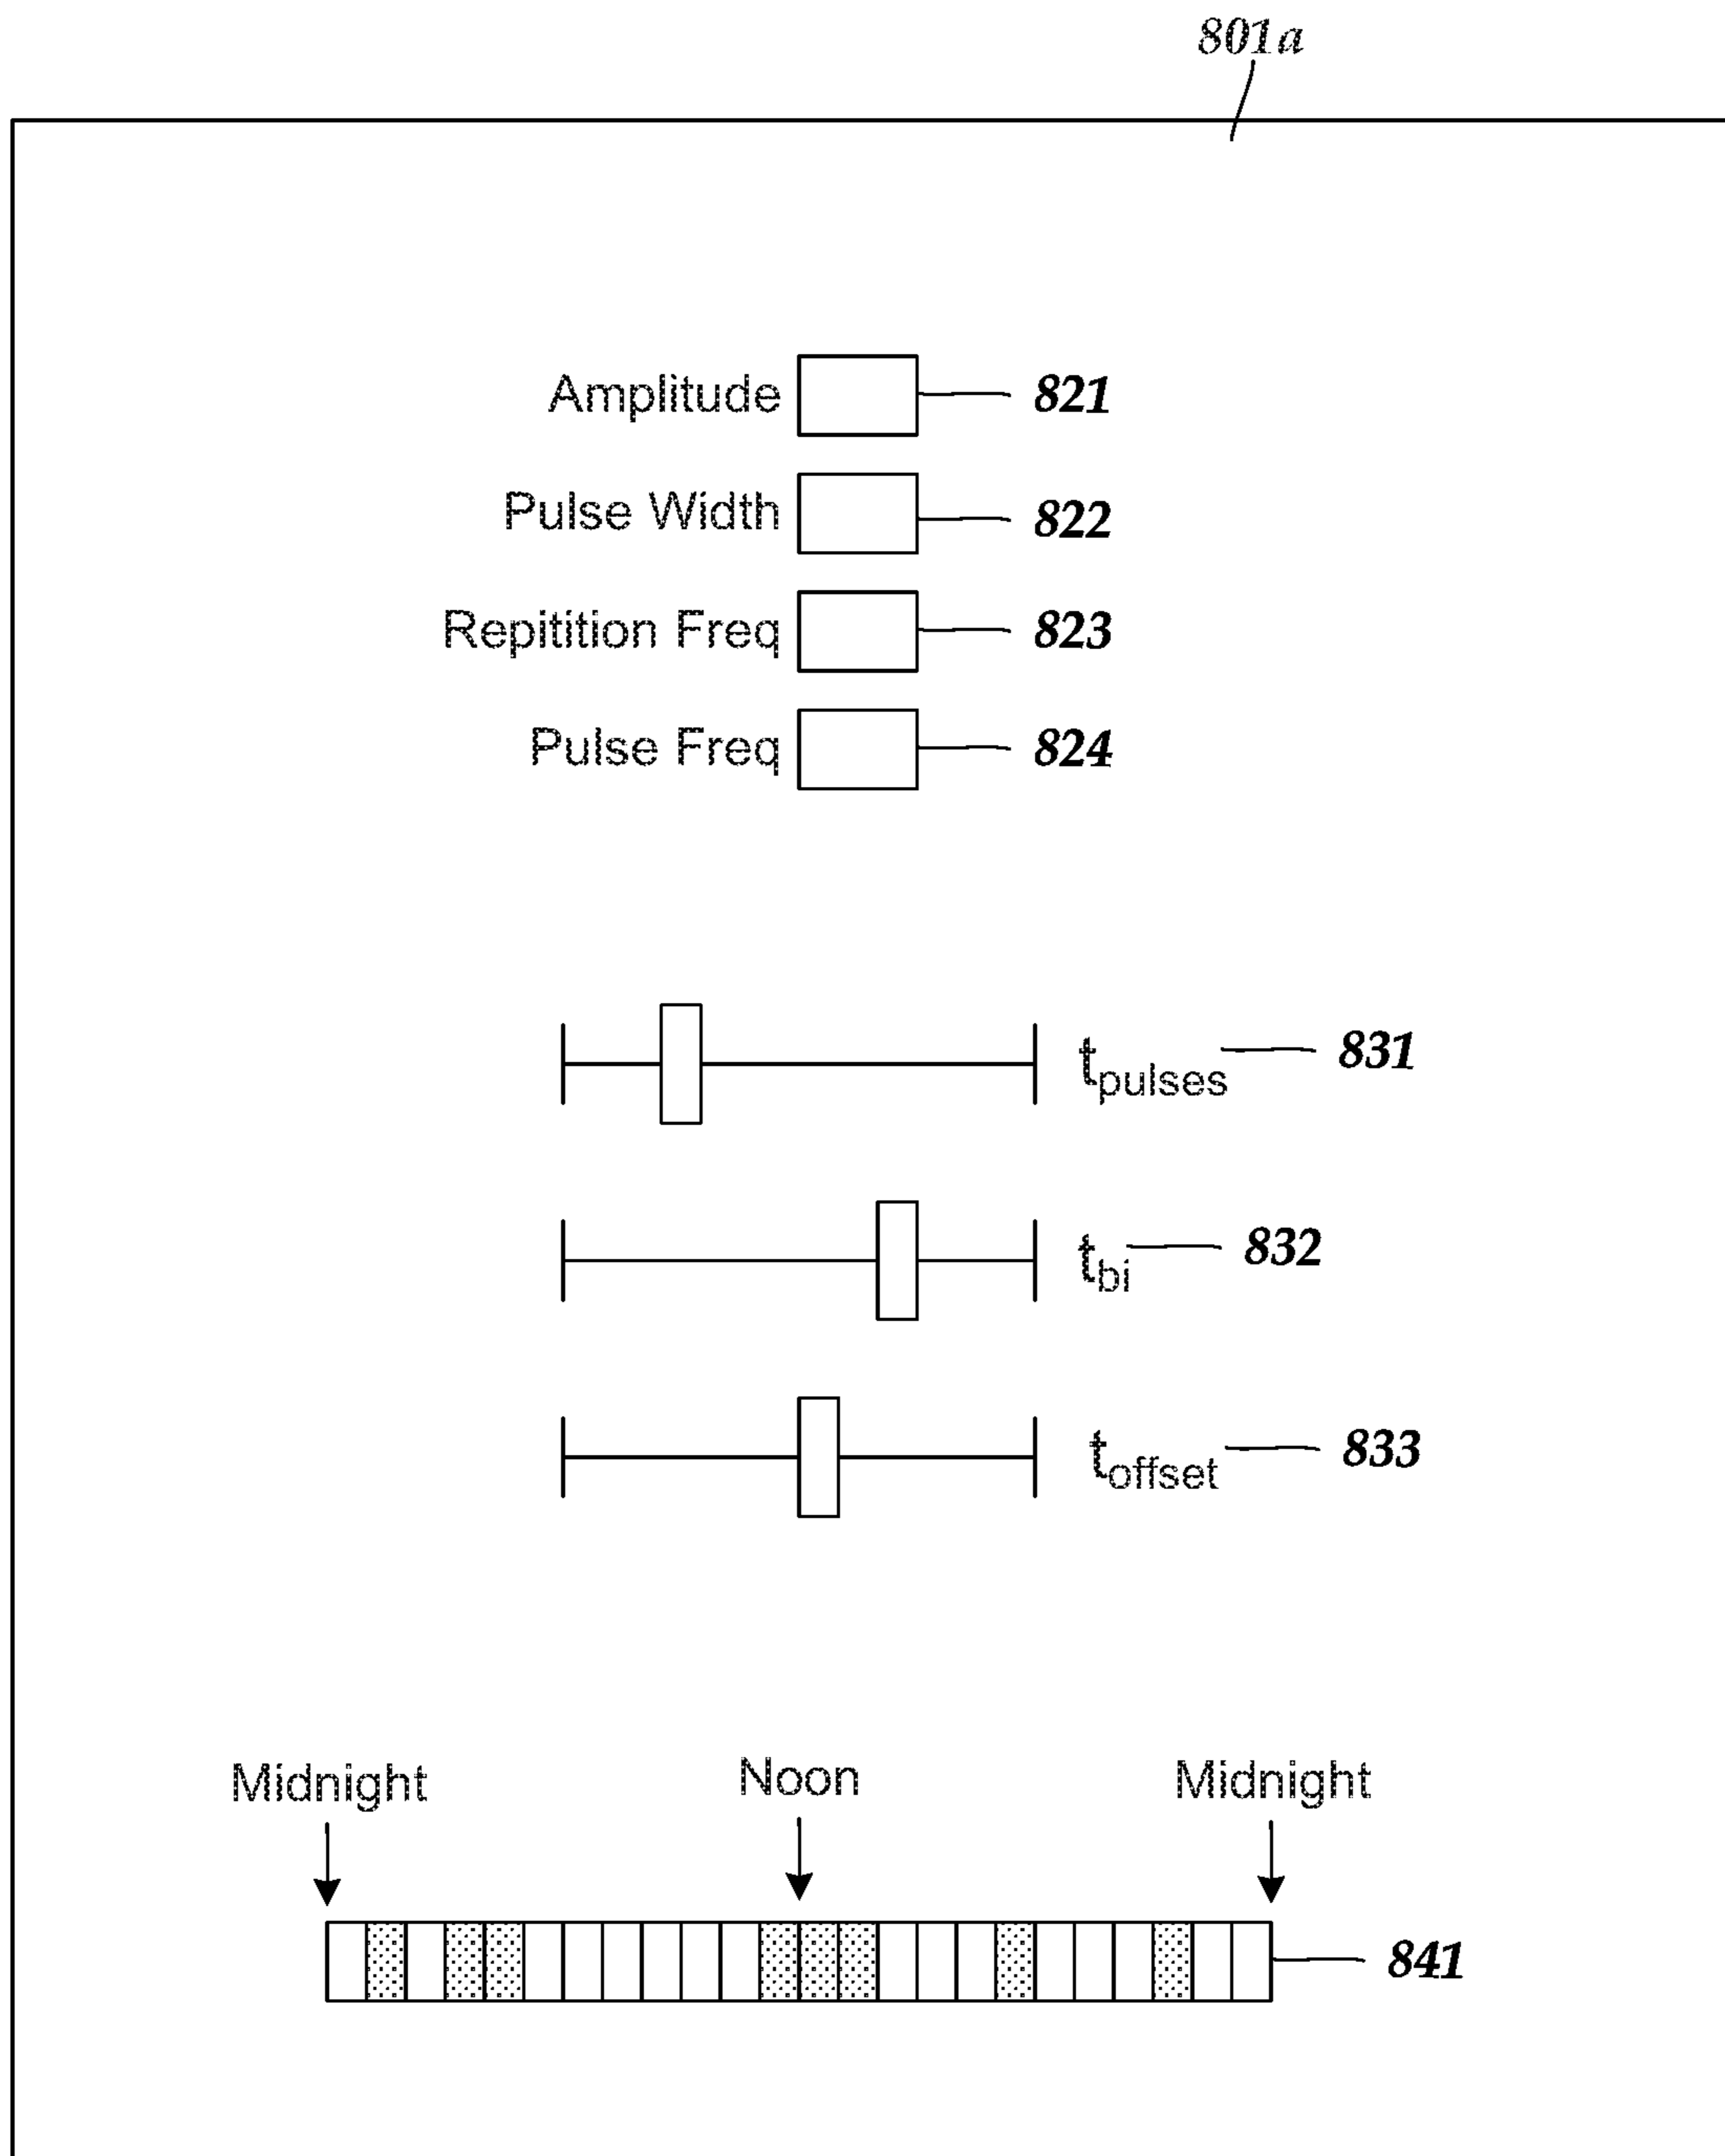 801a
Amplitude 821
Pulse Width 822
Repitition Freq 823
Pulse Freq 824
tpulses 831
tbi 832
toffset 833
Midnight Noon Midnight
841